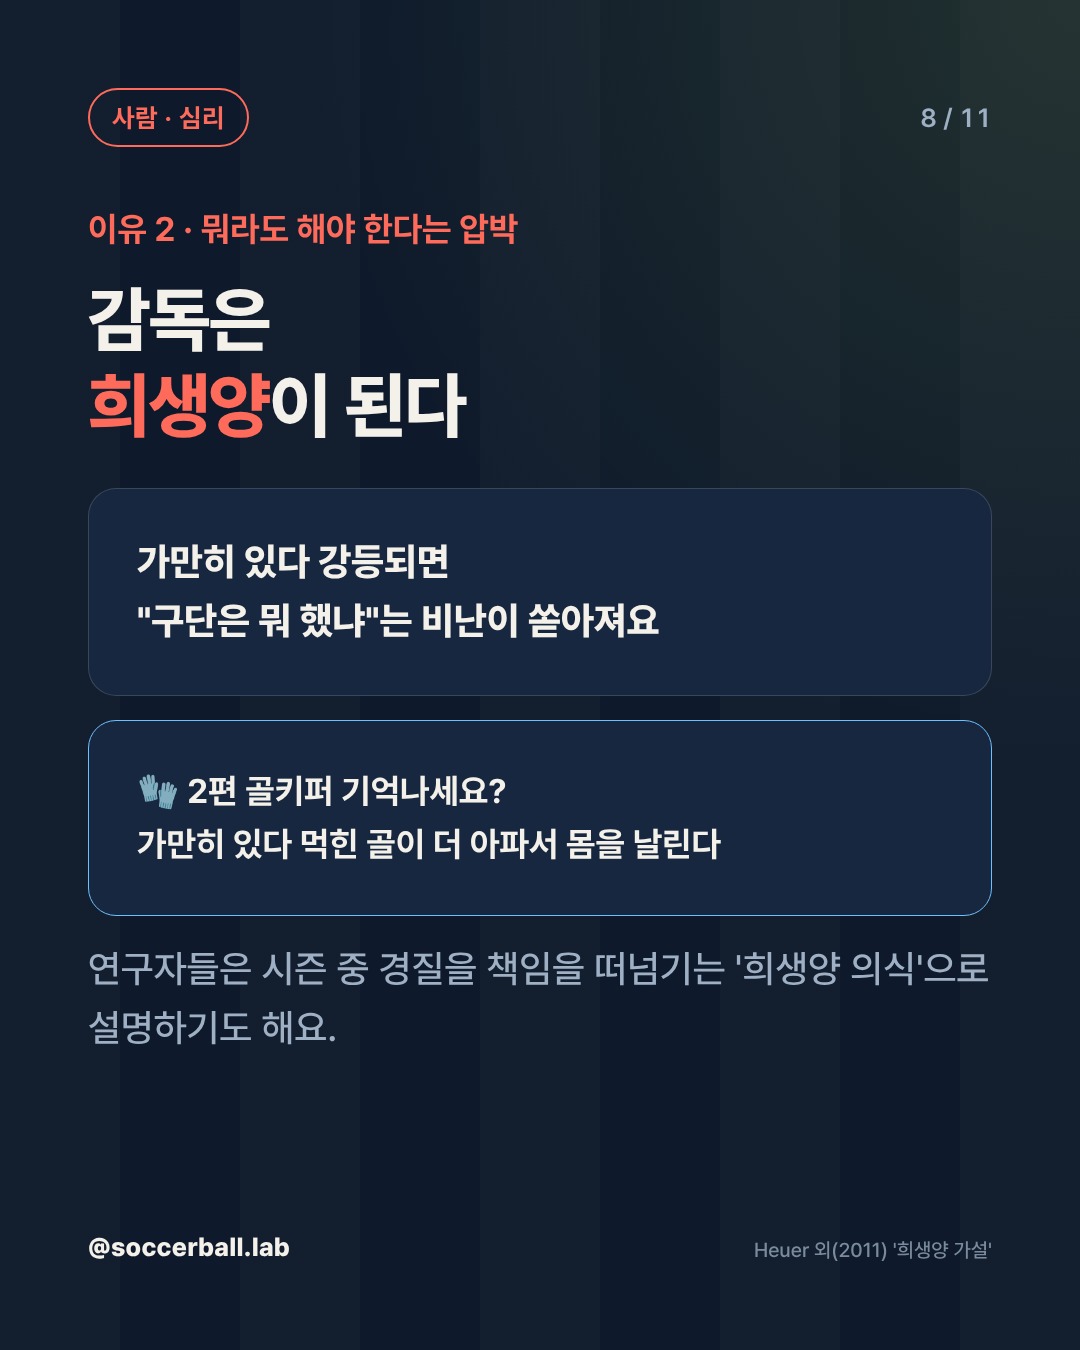 사람 · 심리
8 / 11
이유 2 · 뭐라도 해야 한다는 압박
감독은
희생양이 된다
가만히 있다 강등되면
"구단은 뭐 했냐"는 비난이 쏟아져요
🧤 2편 골키퍼 기억나세요?
가만히 있다 먹힌 골이 더 아파서 몸을 날린다
연구자들은 시즌 중 경질을 책임을 떠넘기는 '희생양 의식'으로
설명하기도 해요.
@soccerball.lab
Heuer 외(2011) '희생양 가설'